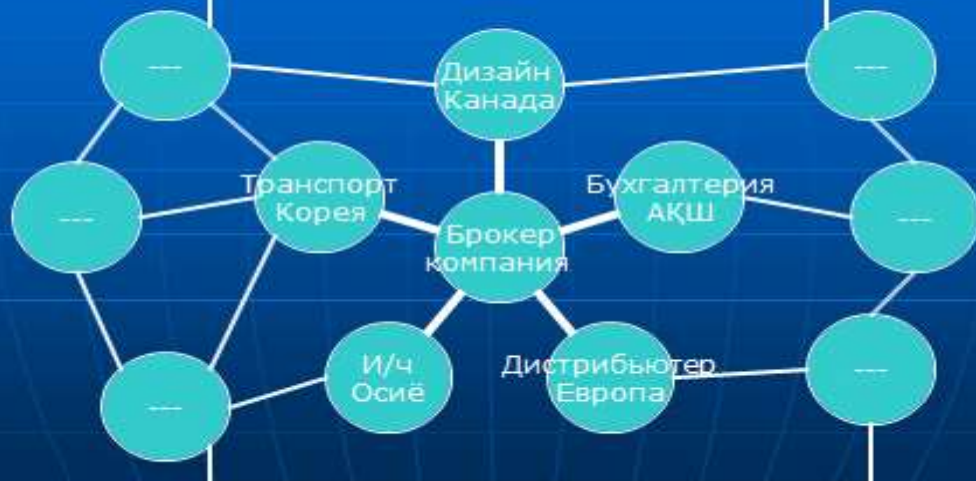 ---
Дизайн
Канада
---
---
Транспорт
Корея
Бухгалтерия
АҚШ
---
Брокер
компания
---
И/ч
Осиё
Дистрибьютер
Европа
---